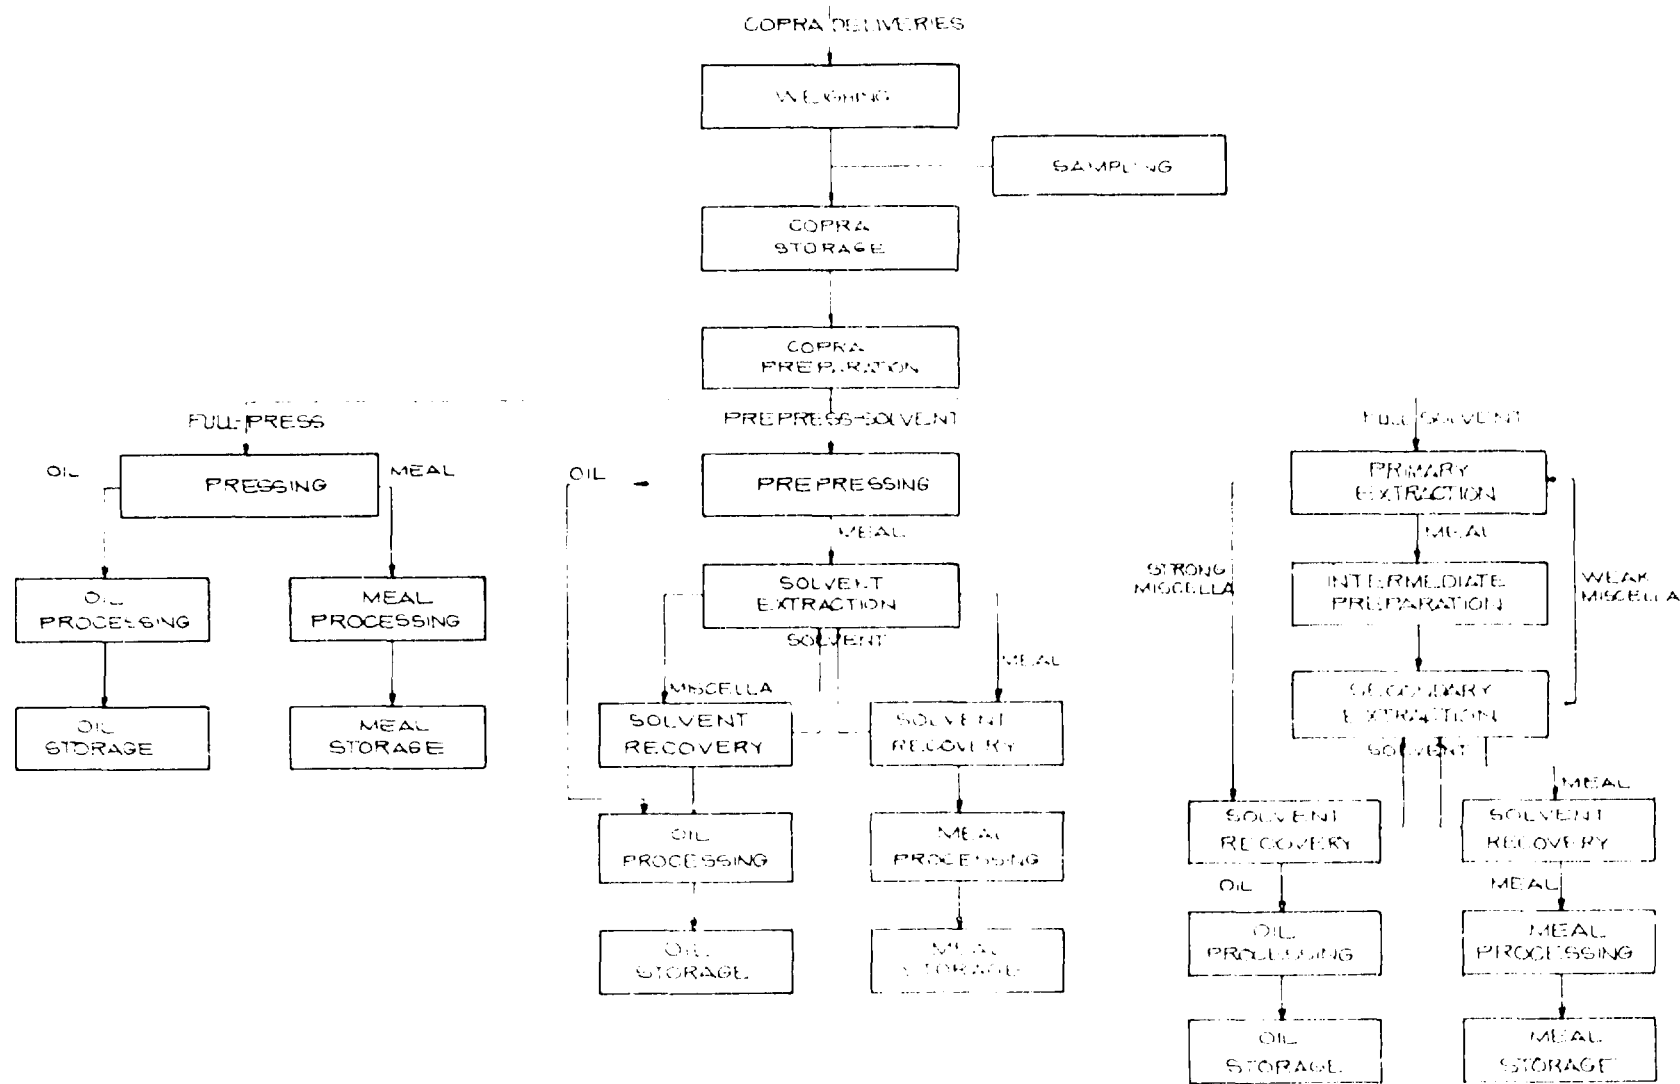 COPRA DELIVERIES
WEIGHING
SAMPLING
COPRA
STORAGE
COPRA
PREPARATION
FULL-PRESS
PREPRESS-SOLVENT
FULL SOLVENT
OIL
PRESSING
MEAL
OIL
PREPRESSING
PRIMARY
EXTRACTION
MEAL
MEAL
OIL
PROCESSING
MEAL
PROCESSING
SOLVENT
EXTRACTION
SOLVENT
STRONG
MISCELLA
INTERMEDIATE
PREPARATION
WEAK
MISCELLA
MISCELLA
MEAL
OIL
STORAGE
MEAL
STORAGE
SOLVENT
RECOVERY
SOLVENT
RECOVERY
SECONDARY
EXTRACTION
SOLVENT
MEAL
OIL
PROCESSING
MEAL
PROCESSING
SOLVENT
RECOVERY
SOLVENT
RECOVERY
OIL
MEAL
OIL
STORAGE
MEAL
STORAGE
OIL
PROCESSING
MEAL
PROCESSING
OIL
STORAGE
MEAL
STORAGE